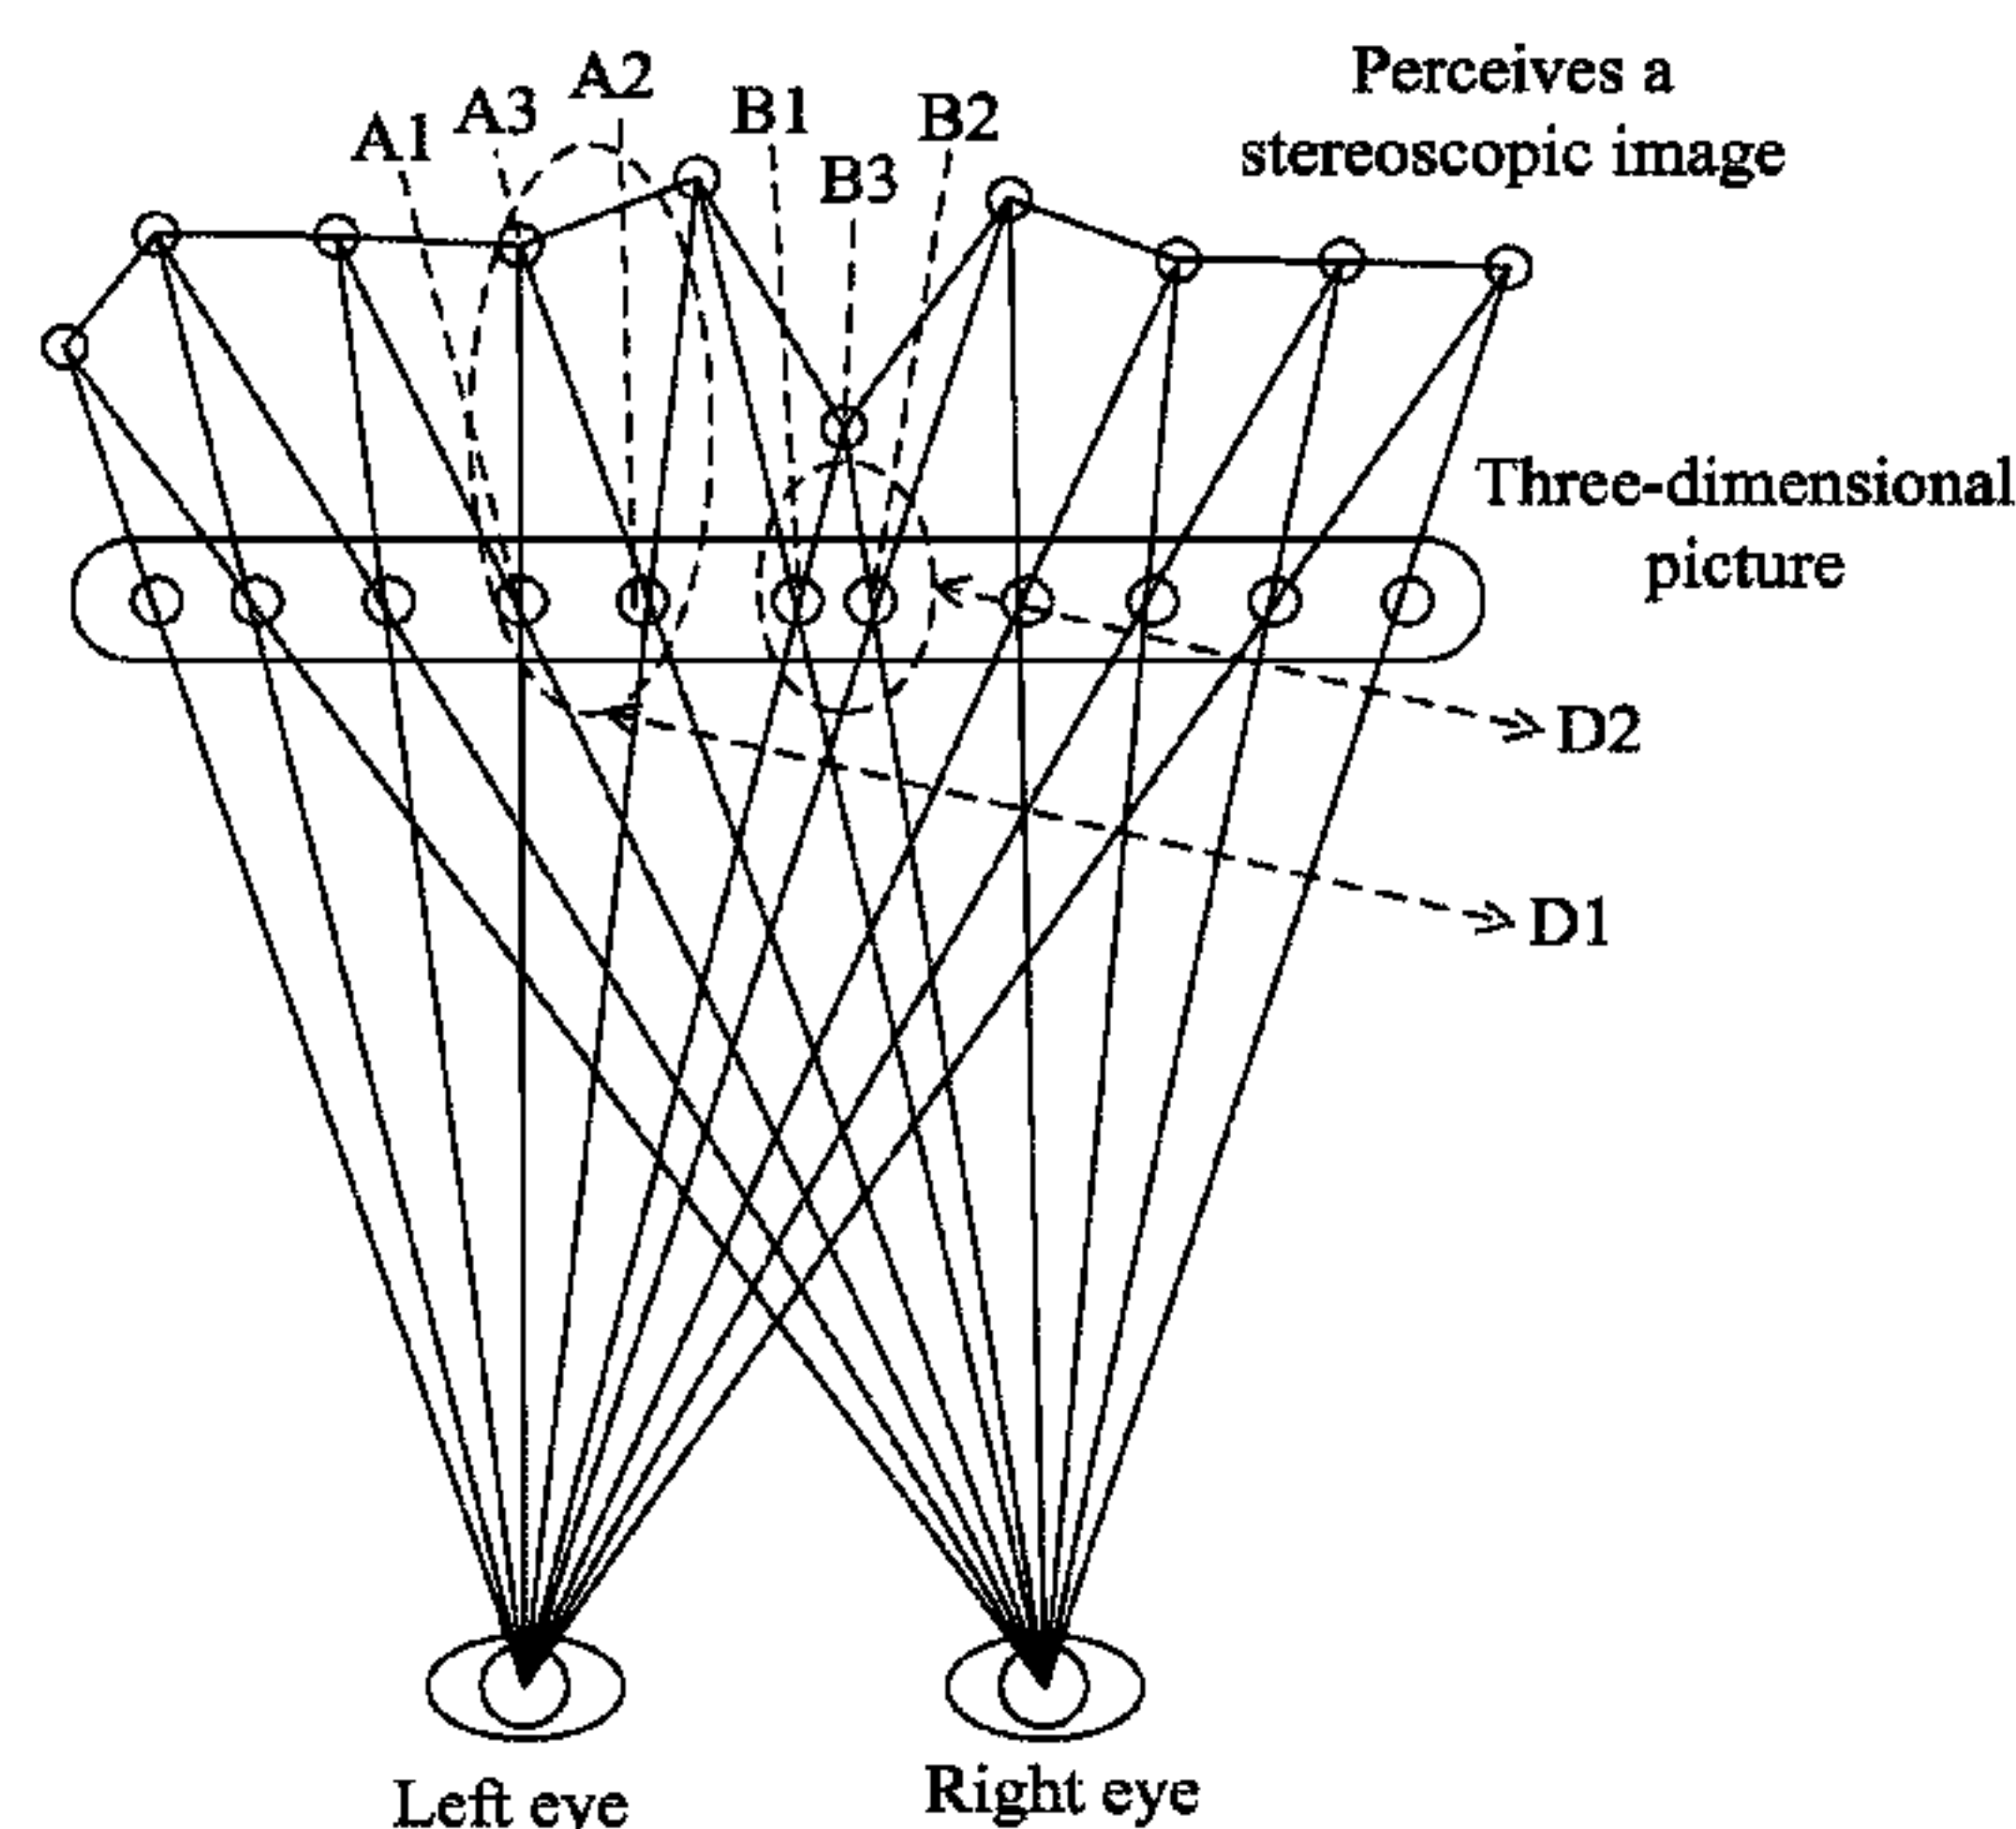 A2
Perceives a
A3
B1
B2
stereoscopic image
A1
B3
Three-dimensional
picture
D2
D1
Left eye
Right eye